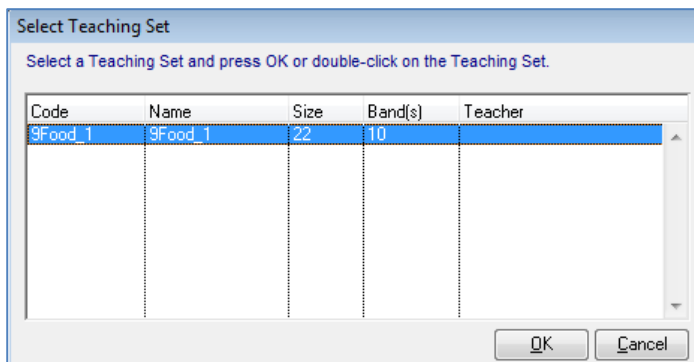 Select Teaching Set
Select a Teaching Set and press OK or double-click on the Teaching Set.
Code Name Size Band(s) Teacher
9Food_1 9Food_1 22 10
OK Cancel